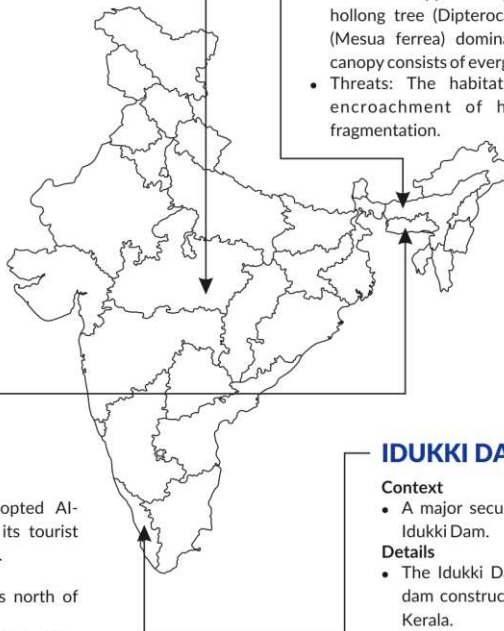 hollong tree (Dipteroc
(Mesua ferrea) domina
canopy consists of everg
• Threats: The habitat
encroachment of h
fragmentation.
opted AI-
its tourist
.
s north of
IDUKKI DA
Context
• A major secu
Idukki Dam.
Details
• The Idukki D
dam construc
Kerala.